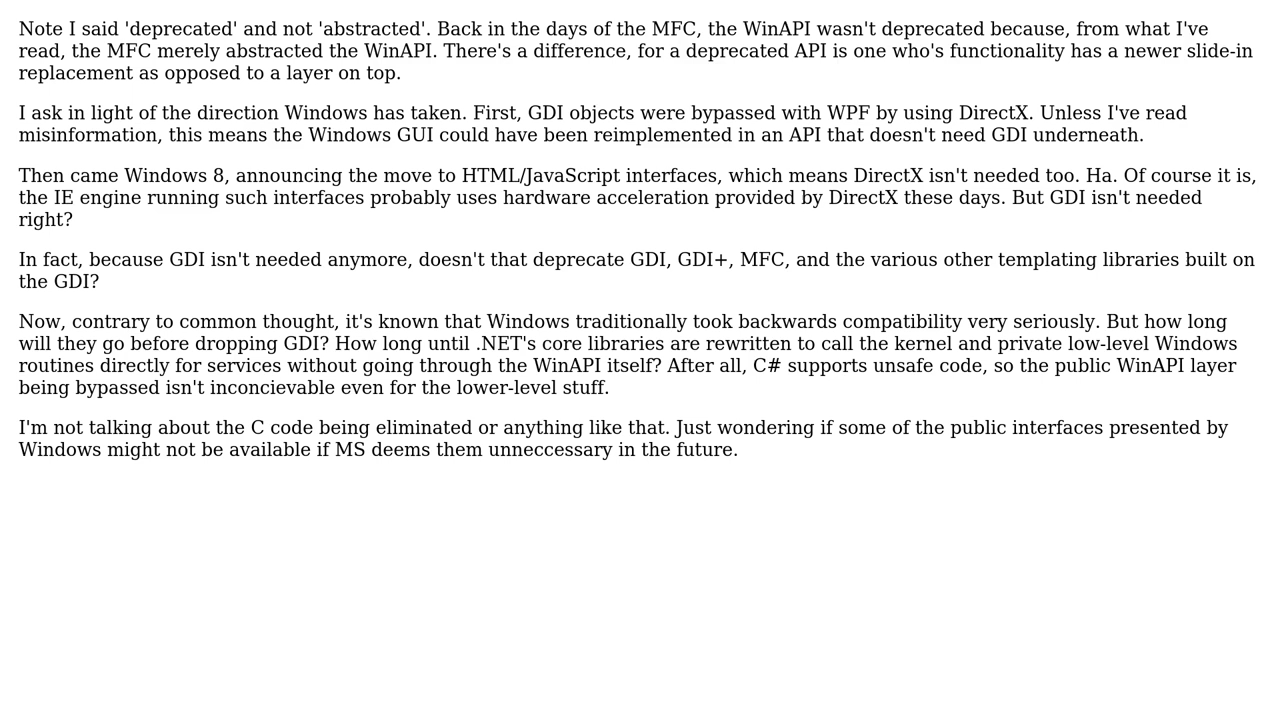 Note I said 'deprecated' and not 'abstracted'. Back in the days of the MFC, the WinAPI wasn't deprecated because, from what I've
read, the MFC merely abstracted the WinAPI. There's a difference, for a deprecated API is one who's functionality has a newer slide-in
replacement as opposed to a layer on top.
I ask in light of the direction Windows has taken. First, GDI objects were bypassed with WPF by using DirectX. Unless I've read
misinformation, this means the Windows GUI could have been reimplemented in an API that doesn't need GDI underneath.
Then came Windows 8, announcing the move to HTML/JavaScript interfaces, which means DirectX isn't needed too. Ha. Of course it is,
the IE engine running such interfaces probably uses hardware acceleration provided by DirectX these days. But GDI isn't needed
right?
In fact, because GDI isn't needed anymore, doesn't that deprecate GDI, GDI+, MFC, and the various other templating libraries built on
the GDI?
Now, contrary to common thought, it's known that Windows traditionally took backwards compatibility very seriously. But how long
will they go before dropping GDI? How long until .NET's core libraries are rewritten to call the kernel and private low-level Windows
routines directly for services without going through the WinAPI itself? After all, C# supports unsafe code, so the public WinAPI layer
being bypassed isn't inconcievable even for the lower-level stuff.
I'm not talking about the C code being eliminated or anything like that. Just wondering if some of the public interfaces presented by
Windows might not be available if MS deems them unneccessary in the future.